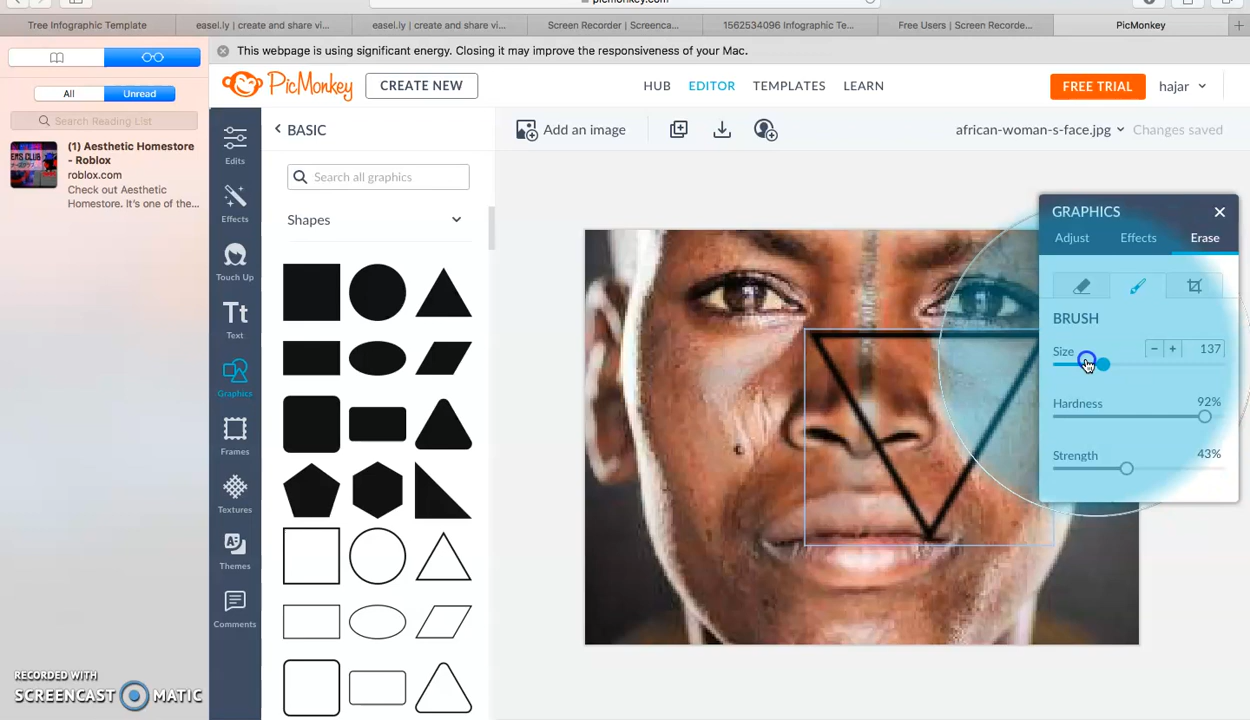 picmonkey.com
Tree Infographic Template
easel.ly | create and share vi...
easel.ly | create and share vi...
Screen Recorder | Screenca...
1562534096 Infographic Te...
Free Users | Screen Recorde...
PicMonkey
This webpage is using significant energy. Closing it may improve the responsiveness of your Mac.
All
Unread
Search Reading List
(1) Aesthetic Homestore
- Roblox
roblox.com
Check out Aesthetic
Homestore. It's one of the...
PicMonkey
CREATE NEW
HUB
EDITOR
TEMPLATES
LEARN
FREE TRIAL
hajar
Edits
Effects
Touch Up
Tt
Text
Graphics
Frames
Textures
Themes
Comments
BASIC
Search all graphics
Shapes
Add an image
african-woman-s-face.jpg
Changes saved
GRAPHICS
Adjust
Effects
Erase
BRUSH
Size
137
Hardness
92%
Strength
43%
RECORDED WITH
SCREENCAST MATIC